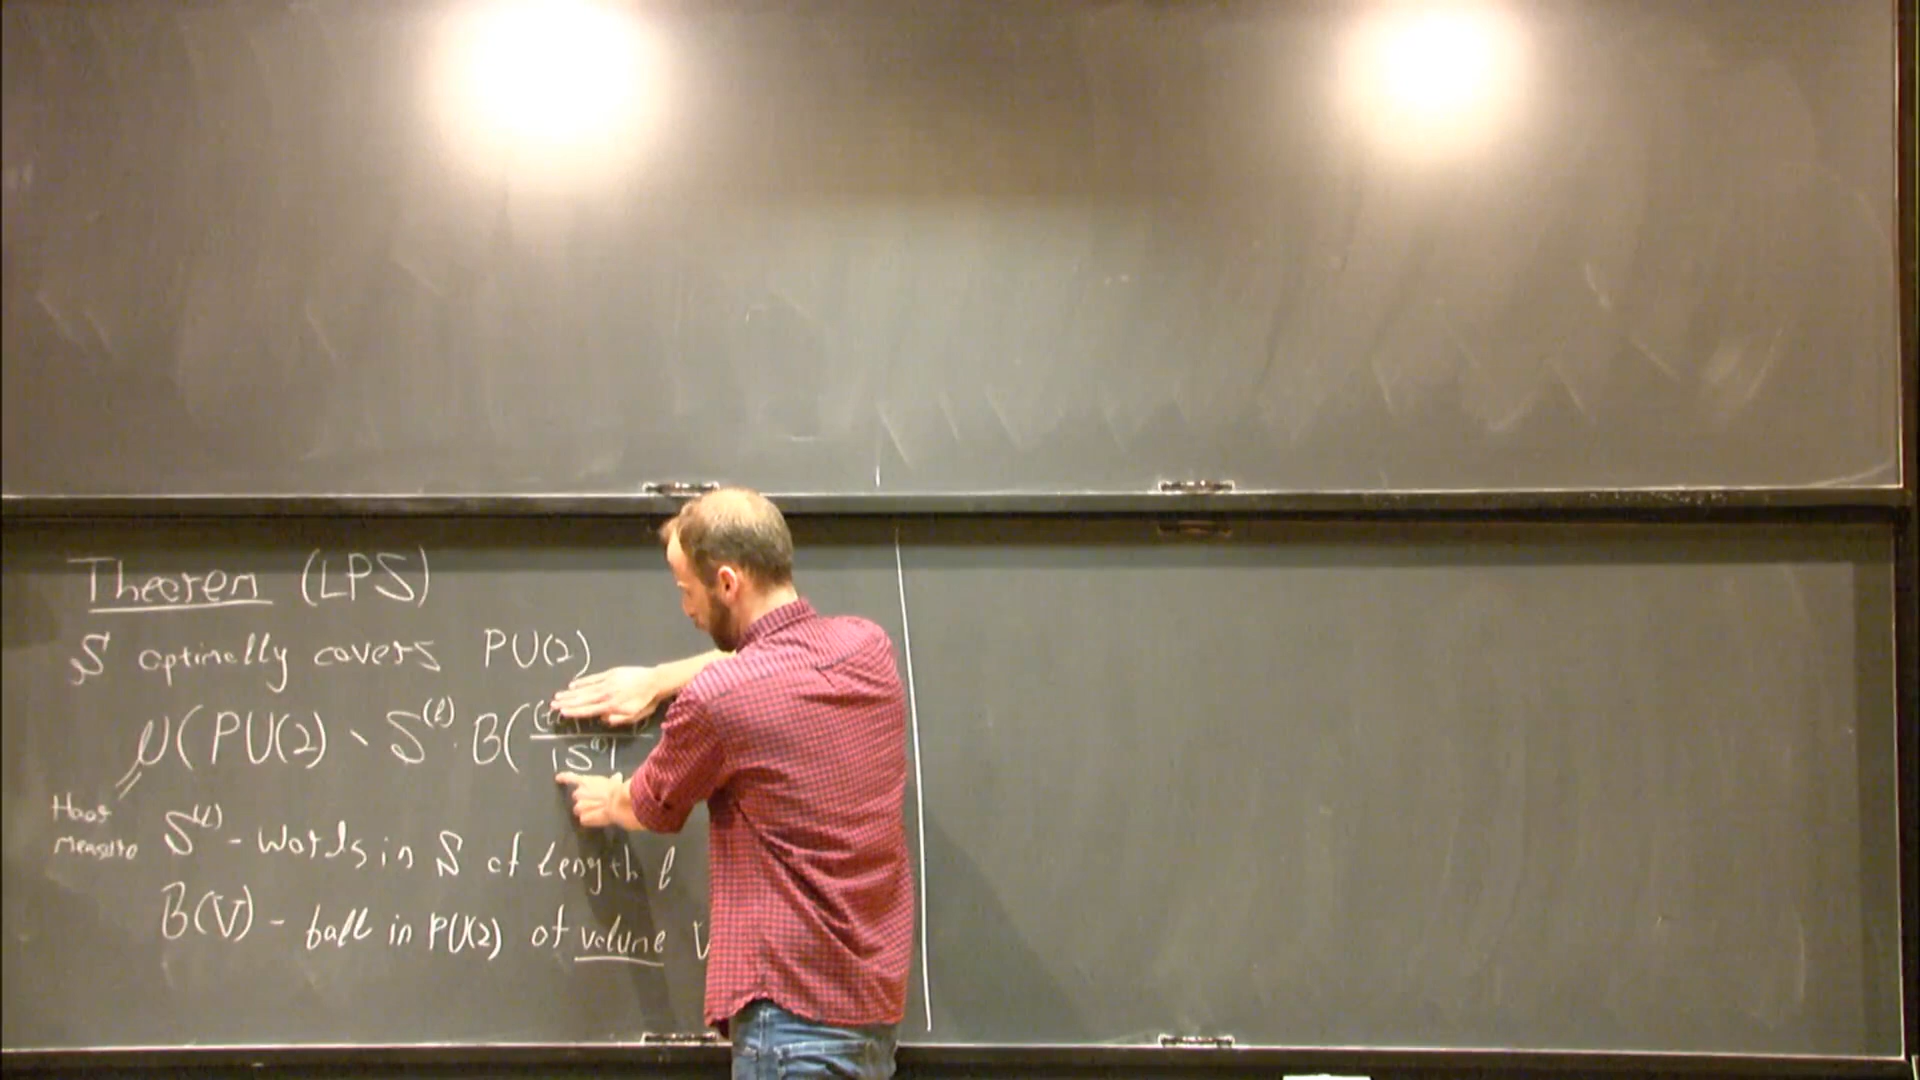 Theorem (LPS)
S optimally covers PU(2)
μ(PU(2) \ S^(ℓ) · B( / |S^(ℓ)|
Haar measure
S^(ℓ) - words in S of length ℓ
B(V) - ball in PU(2) of volume V